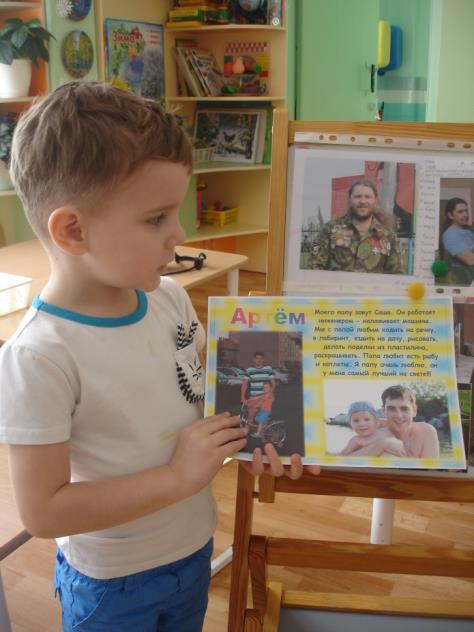 Зима
Артём
Моего папу зовут Саша. Он работает
инженером – налаживает машины.
Мы с папой любим ходить на речку,
в лабиринт, ездить на дачу, рисовать,
делать поделки из пластилина,
раскрашивать. Папа любит есть рыбу
и котлеты. Я папу очень люблю, он
у меня самый лучший на свете!!!